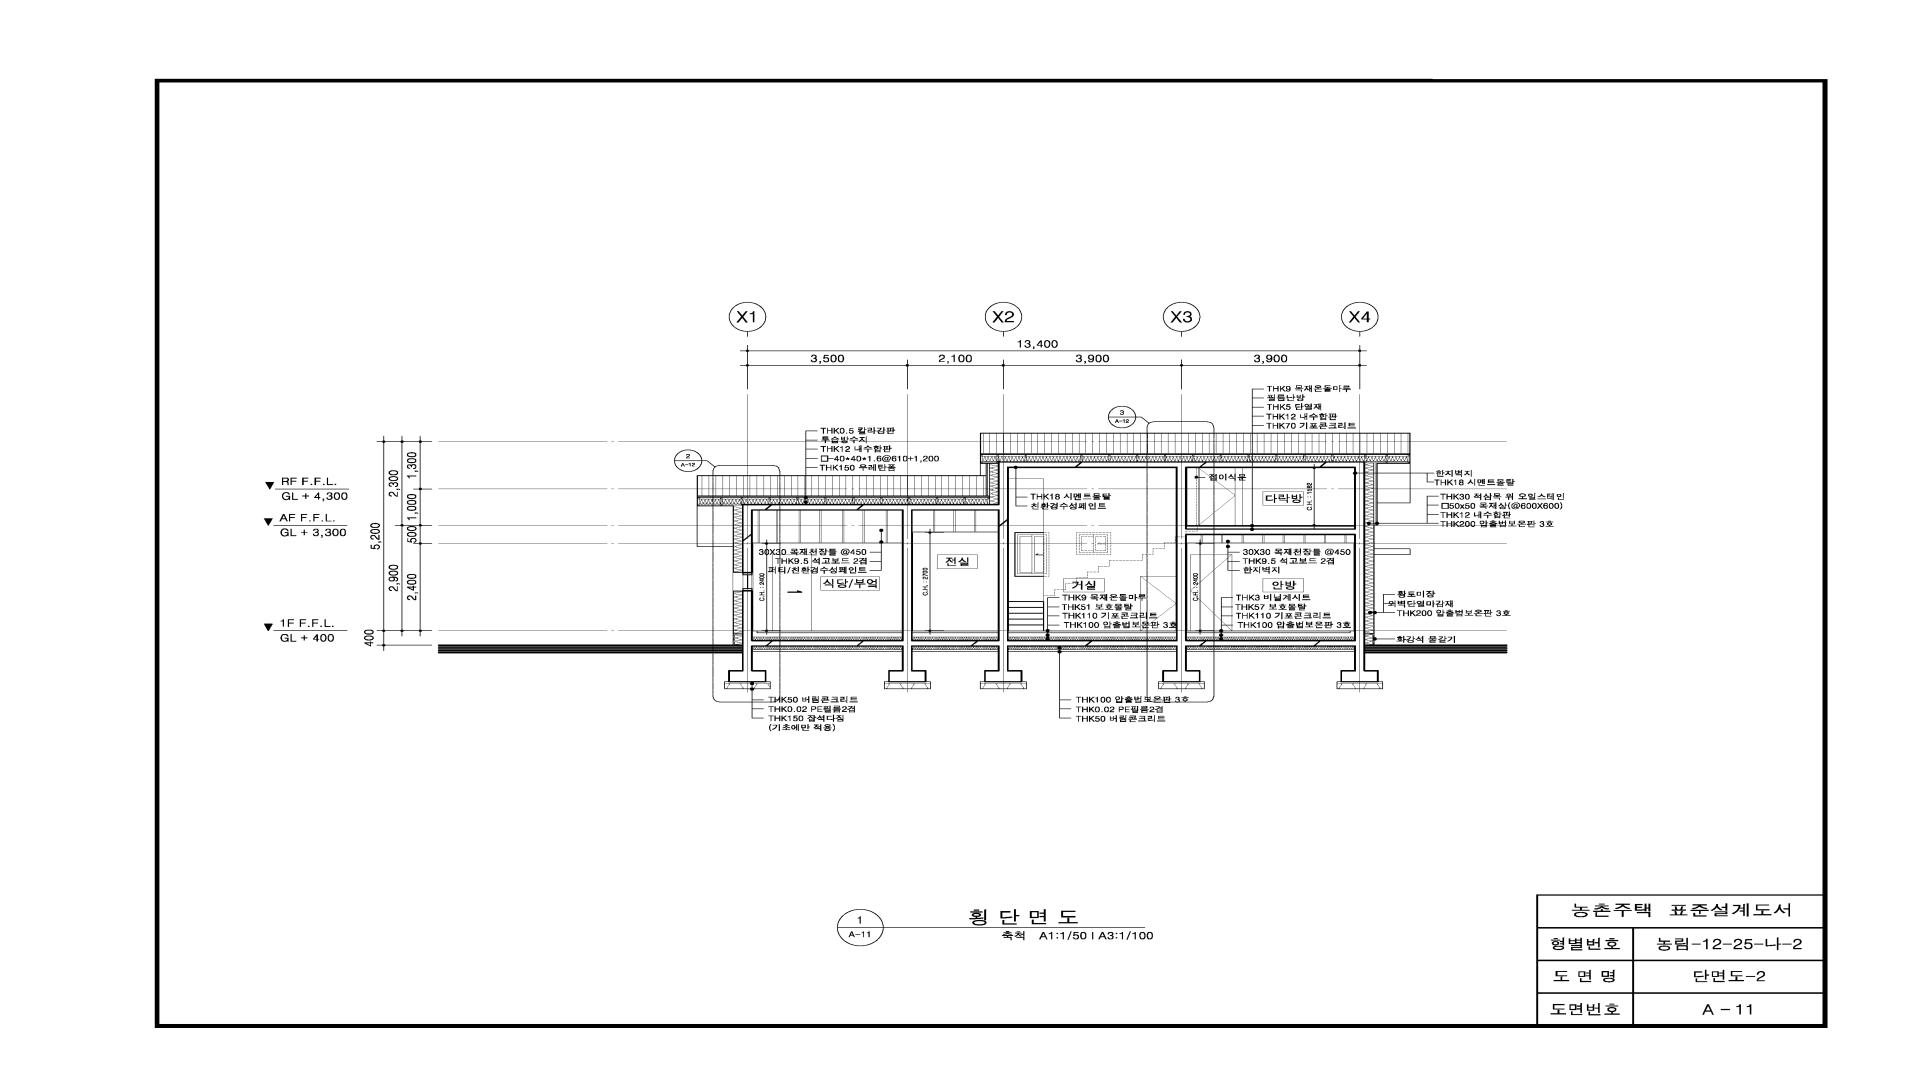 X1
X2
X3
X4
13,400
3,500
2,100
3,900
3,900
THK9 목재온돌마루
필름난방
THK5 단열재
THK12 내수합판
THK70 기포콘크리트
3
A-12
THK0.5 칼라강판
투습방수지
THK12 내수합판
□-40*40*1.6@610+1,200
THK150 우레탄폼
2
A-12
RF F.F.L.
GL + 4,300
AF F.F.L.
GL + 3,300
1F F.F.L.
GL + 400
5,200
2,300
2,900
1,300
1,000
500
2,400
400
한지벽지
THK18 시멘트몰탈
THK30 적삼목 위 오일스테인
□50x50 목재상(@600X600)
THK12 내수합판
THK200 압출법보온판 3호
접이식문
다락방
C.H. : 1882
THK18 시멘트몰탈
친환경수성페인트
30X30 목재천장틀 @450
THK9.5 석고보드 2겹
퍼티/친환경수성페인트
식당/부엌
C.H. : 2400
전실
C.H. : 2700
거실
THK9 목재온돌마루
THK51 보호몰탈
THK110 기포콘크리트
THK100 압출법보온판 3호
30X30 목재천장틀 @450
THK9.5 석고보드 2겹
한지벽지
안방
C.H. : 2400
THK3 비닐계시트
THK57 보호몰탈
THK110 기포콘크리트
THK100 압출법보온판 3호
황토미장
외벽단열마감재
THK200 압출법보온판 3호
화강석 물갈기
THK50 버림콘크리트
THK0.02 PE필름2겹
THK150 잡석다짐
(기초에만 적용)
THK100 압출법보온판 3호
THK0.02 PE필름2겹
THK50 버림콘크리트
1
A-11
횡 단 면 도
축척 A1:1/50 I A3:1/100
농촌주택 표준설계도서
형별번호 농림-12-25-나-2
도 면 명 단면도-2
도면번호 A - 11